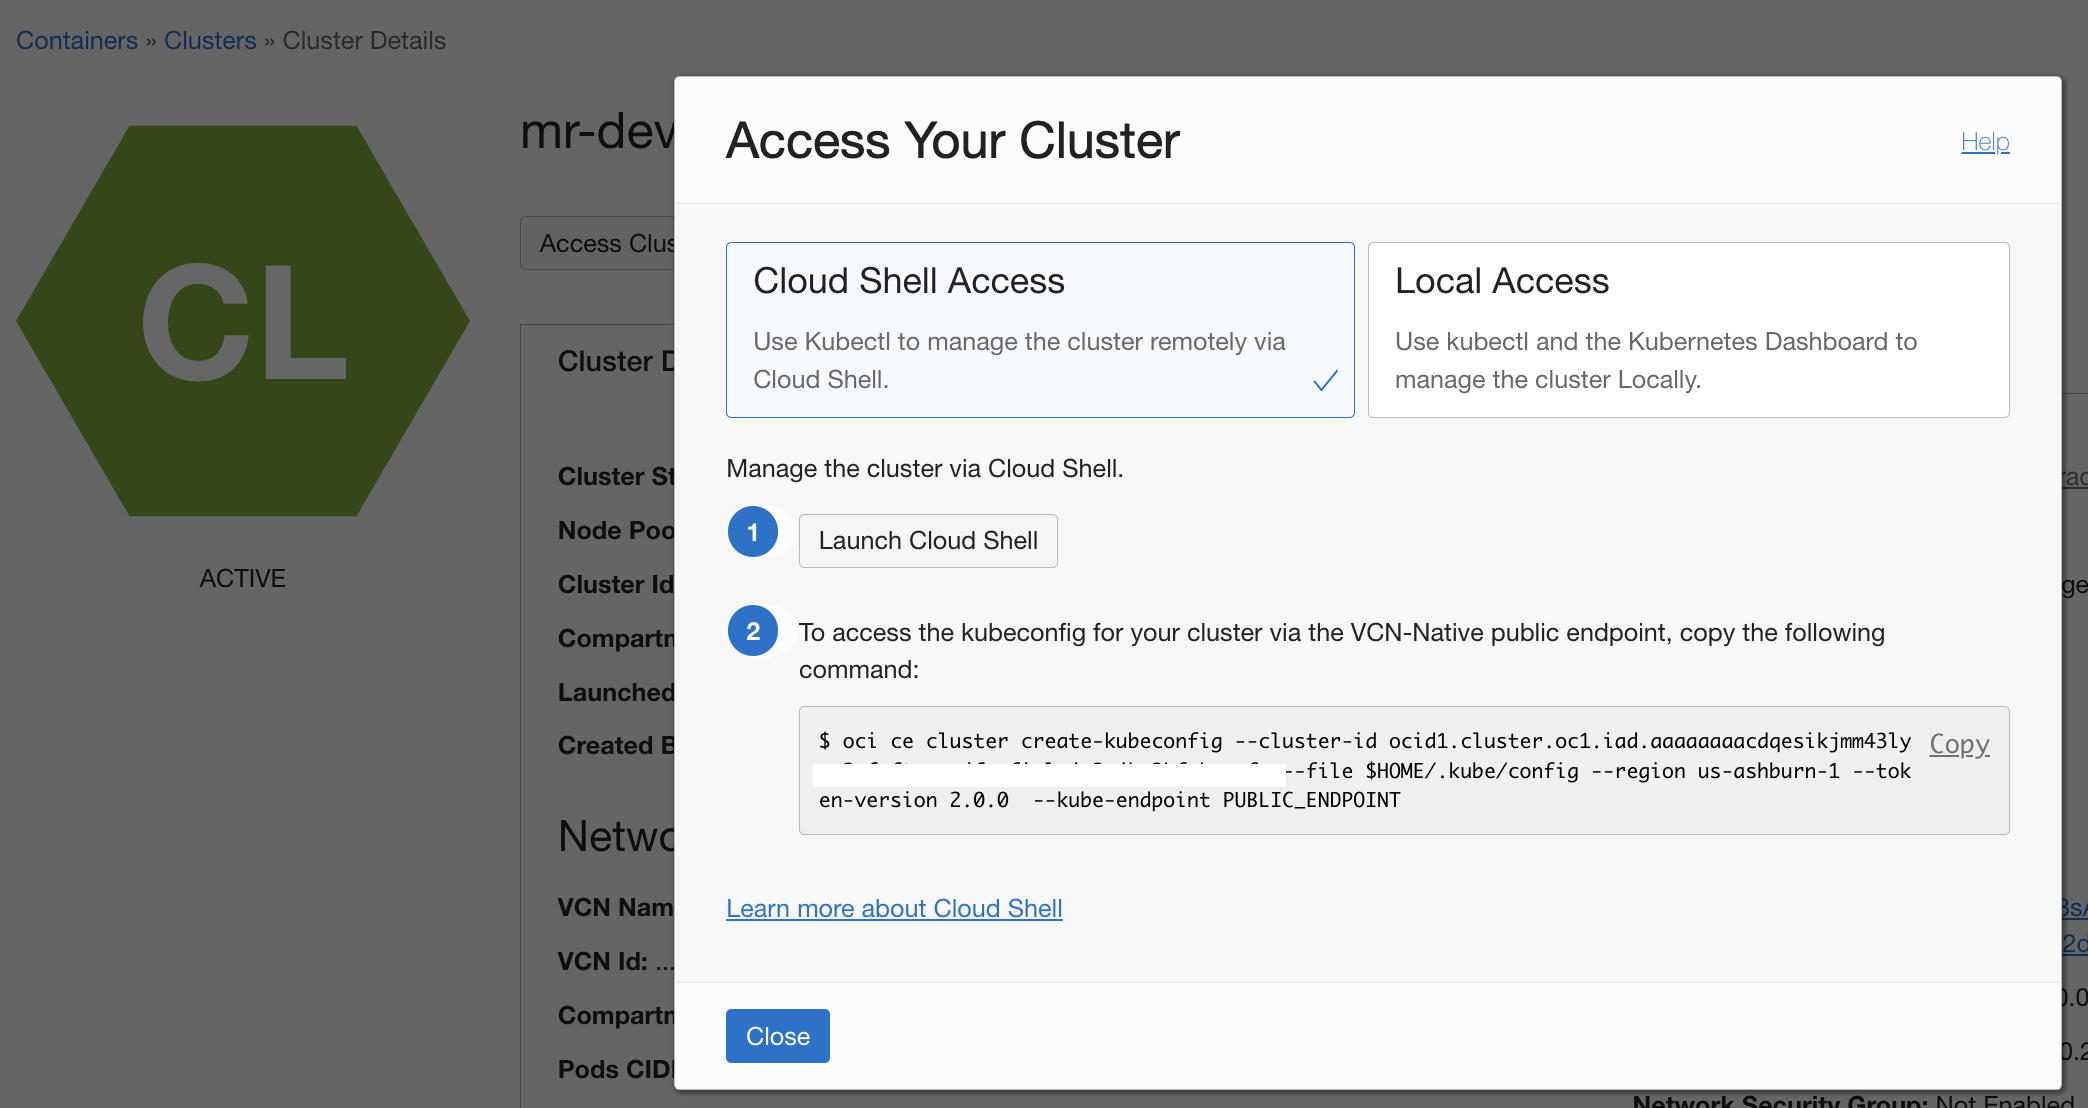 Containers » Clusters » Cluster Details
CL
ACTIVE
mr-dev
Access Clus
Cluster D
Cluster St
Node Poo
Cluster Id
Compartm
Launched
Created B
Netwo
VCN Nam
VCN Id: ...
Compartm
Pods CID
Access Your Cluster
Help
Cloud Shell Access
Use Kubectl to manage the cluster remotely via
Cloud Shell.
Local Access
Use kubectl and the Kubernetes Dashboard to
manage the cluster Locally.
Manage the cluster via Cloud Shell.
1
Launch Cloud Shell
2
To access the kubeconfig for your cluster via the VCN-Native public endpoint, copy the following
command:
$ oci ce cluster create-kubeconfig --cluster-id ocid1.cluster.oc1.iad.aaaaaaaacdqesikjmm43ly
--file $HOME/.kube/config --region us-ashburn-1 --tok
en-version 2.0.0 --kube-endpoint PUBLIC_ENDPOINT
Copy
Learn more about Cloud Shell
Close
Network Security Group: Not Enabled